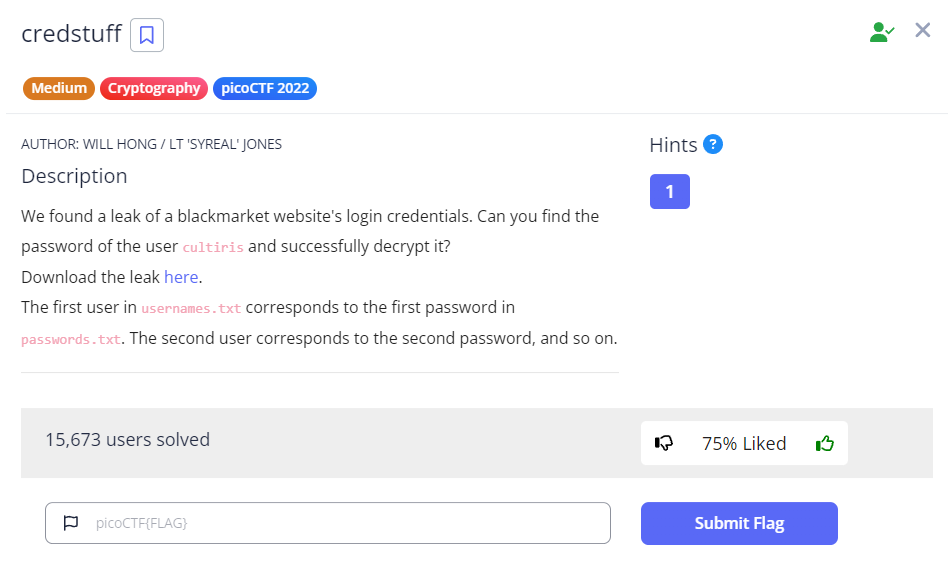 credstuff
Medium Cryptography picoCTF 2022
AUTHOR: WILL HONG / LT 'SYREAL' JONES
Hints ?
1
Description
We found a leak of a blackmarket website's login credentials. Can you find the
password of the user cultiris and successfully decrypt it?
Download the leak here.
The first user in usernames.txt corresponds to the first password in
passwords.txt. The second user corresponds to the second password, and so on.
15,673 users solved
75% Liked
picoCTF{FLAG}
Submit Flag